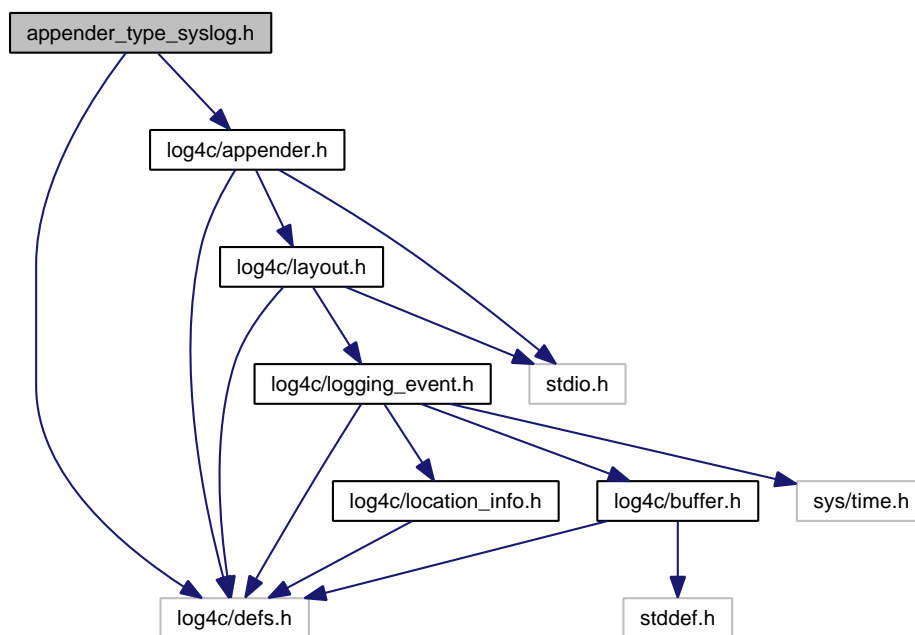 appender_type_syslog.h
log4c/appender.h
log4c/layout.h
log4c/logging_event.h
stdio.h
log4c/location_info.h
log4c/buffer.h
sys/time.h
log4c/defs.h
stddef.h